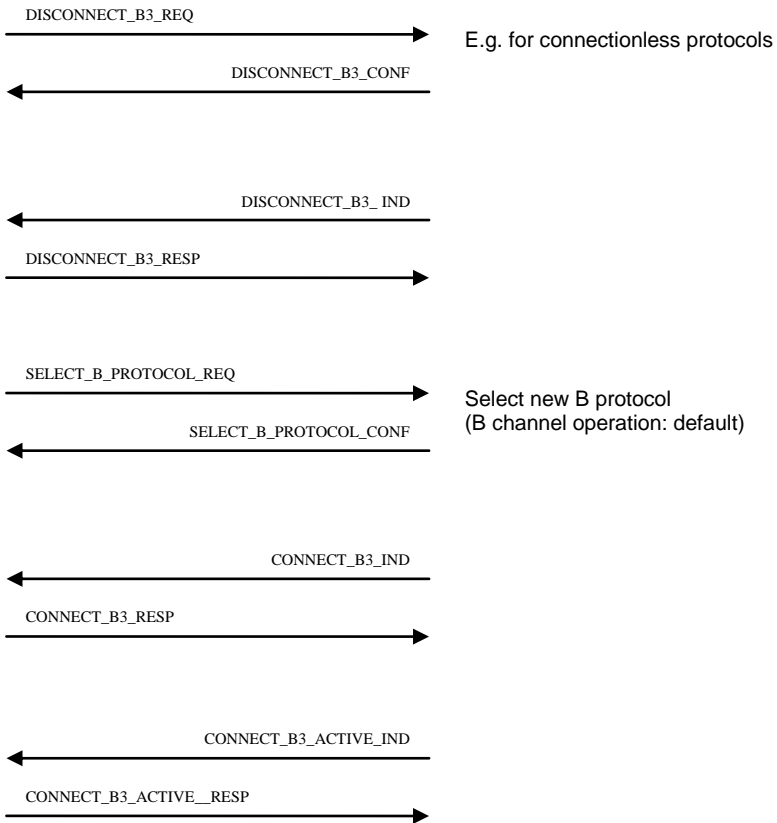 DISCONNECT_B3_REQ
E.g. for connectionless protocols
DISCONNECT_B3_CONF
DISCONNECT_B3_ IND
DISCONNECT_B3_RESP
SELECT_B_PROTOCOL_REQ
Select new B protocol
(B channel operation: default)
SELECT_B_PROTOCOL_CONF
CONNECT_B3_IND
CONNECT_B3_RESP
CONNECT_B3_ACTIVE_IND
CONNECT_B3_ACTIVE__RESP